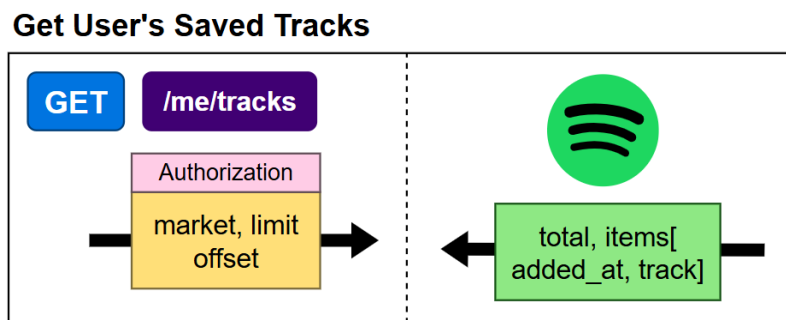 Get User's Saved Tracks
GET
/me/tracks
Authorization
market, limit
offset
total, items[
added_at, track]